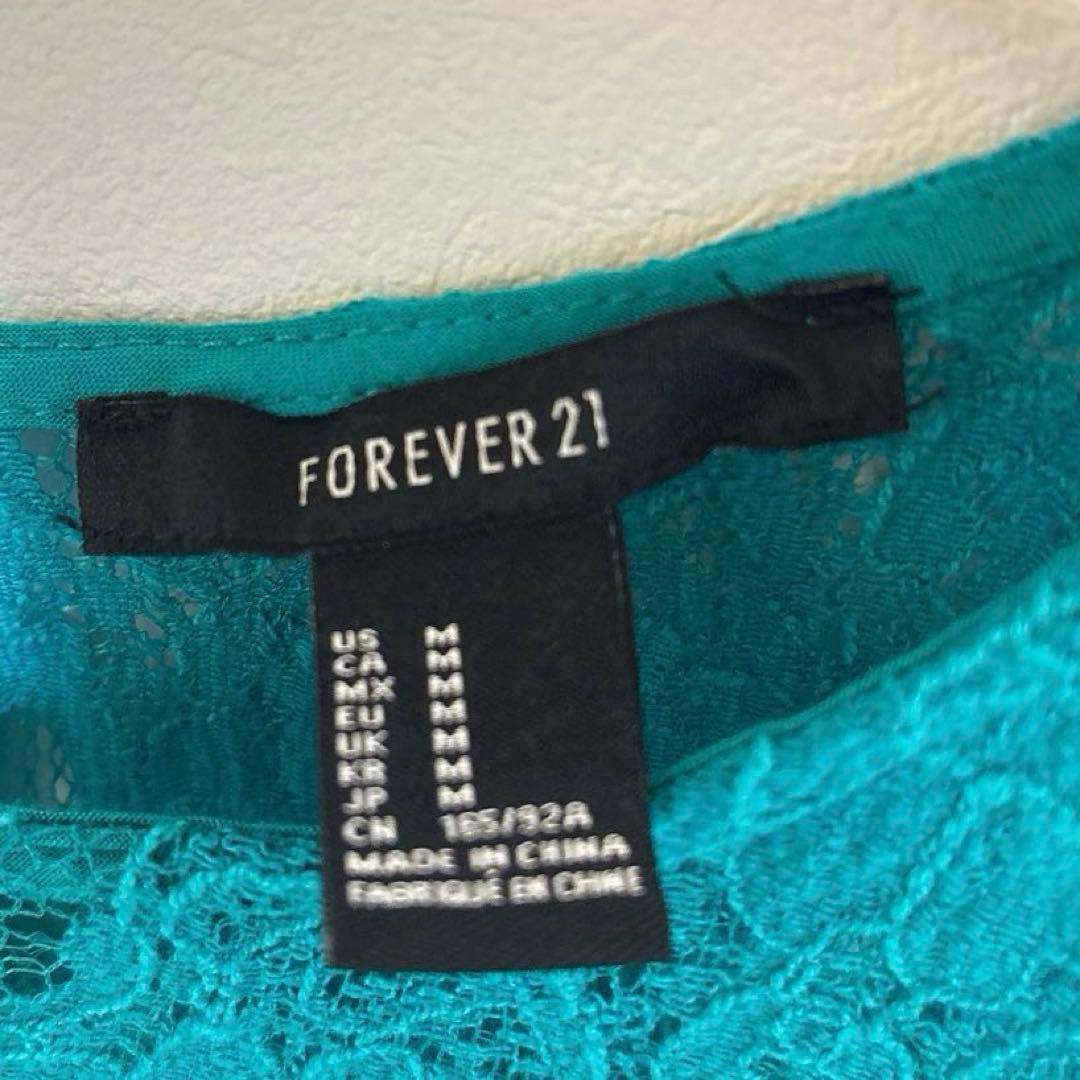 FOREVER 21
US M
CA M
MX M
EU M
UK M
KR M
JP M
CN 165/92A
MADE IN CHINA
FABRIQUÉ EN CHINE